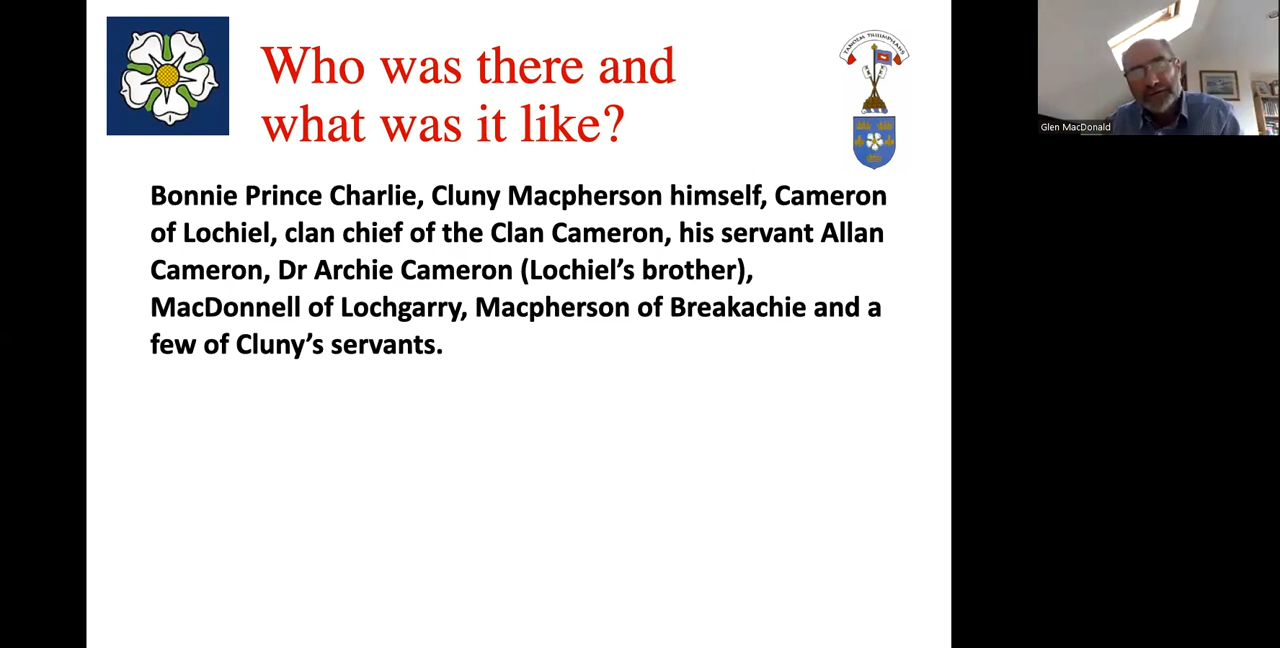 Who was there and
what was it like?
TANDEM TRIUMPHANS
Glen MacDonald
Bonnie Prince Charlie, Cluny Macpherson himself, Cameron
of Lochiel, clan chief of the Clan Cameron, his servant Allan
Cameron, Dr Archie Cameron (Lochiel’s brother),
MacDonnell of Lochgarry, Macpherson of Breakachie and a
few of Cluny’s servants.